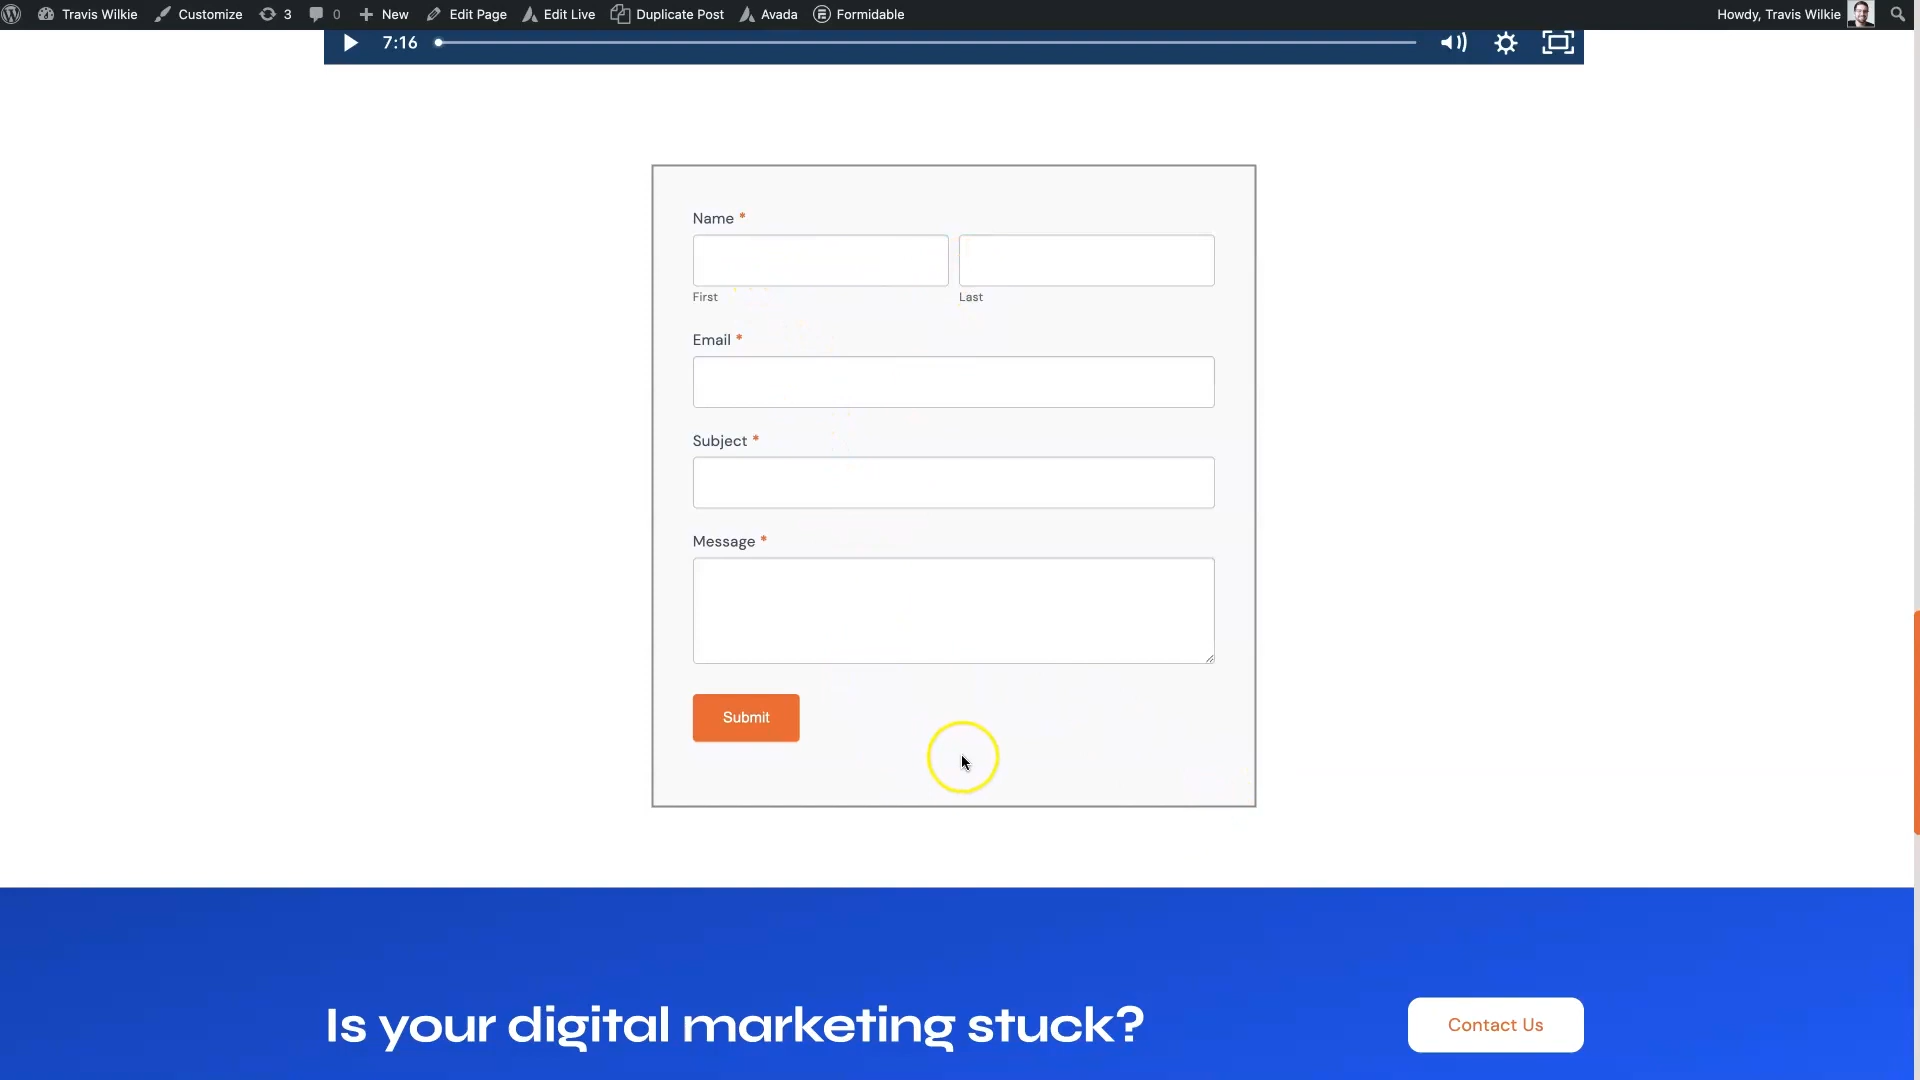 Travis Wilkie Customize 3 0 New Edit Page Edit Live Duplicate Post Avada Formidable Howdy, Travis Wilkie
7:16
Name *
First Last
Email *
Subject *
Message *
Submit
Is your digital marketing stuck? Contact Us